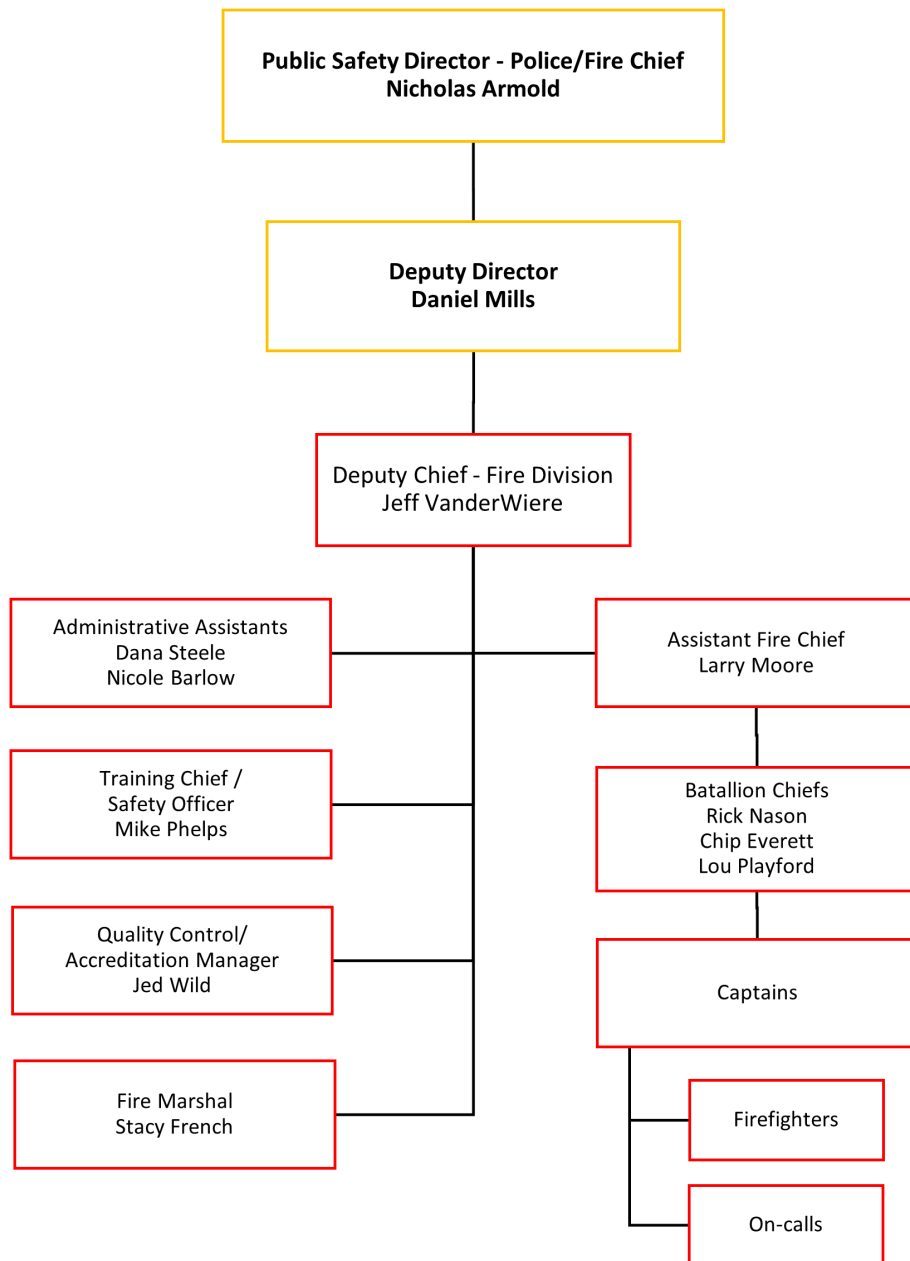 Public Safety Director - Police/Fire Chief
Nicholas Armold
Deputy Director
Daniel Mills
Deputy Chief - Fire Division
Jeff VanderWiere
Administrative Assistants
Dana Steele
Nicole Barlow
Assistant Fire Chief
Larry Moore
Training Chief /
Safety Officer
Mike Phelps
Batallion Chiefs
Rick Nason
Chip Everett
Lou Playford
Quality Control/
Accreditation Manager
Jed Wild
Captains
Fire Marshal
Stacy French
Firefighters
On-calls